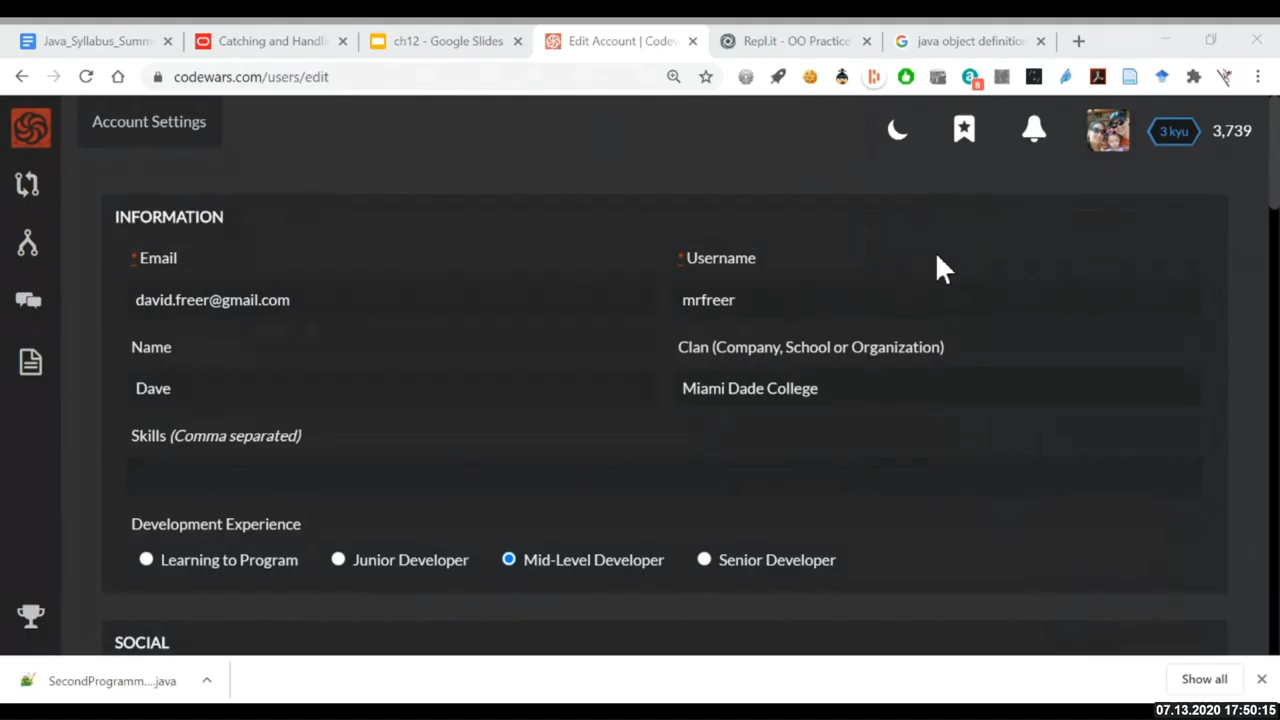 Java_Syllabus_Summ
Catching and Handli
ch12 - Google Slides
Edit Account | Codew
Repl.it - OO Practice
java object definition
codewars.com/users/edit
8
Account Settings
3 kyu
3,739
INFORMATION
* Email
* Username
david.freer@gmail.com
mrfreer
Name
Clan (Company, School or Organization)
Dave
Miami Dade College
Skills (Comma separated)
Development Experience
Learning to Program
Junior Developer
Mid-Level Developer
Senior Developer
SOCIAL
SecondProgramm....java
Show all
07.13.2020 17:50:15